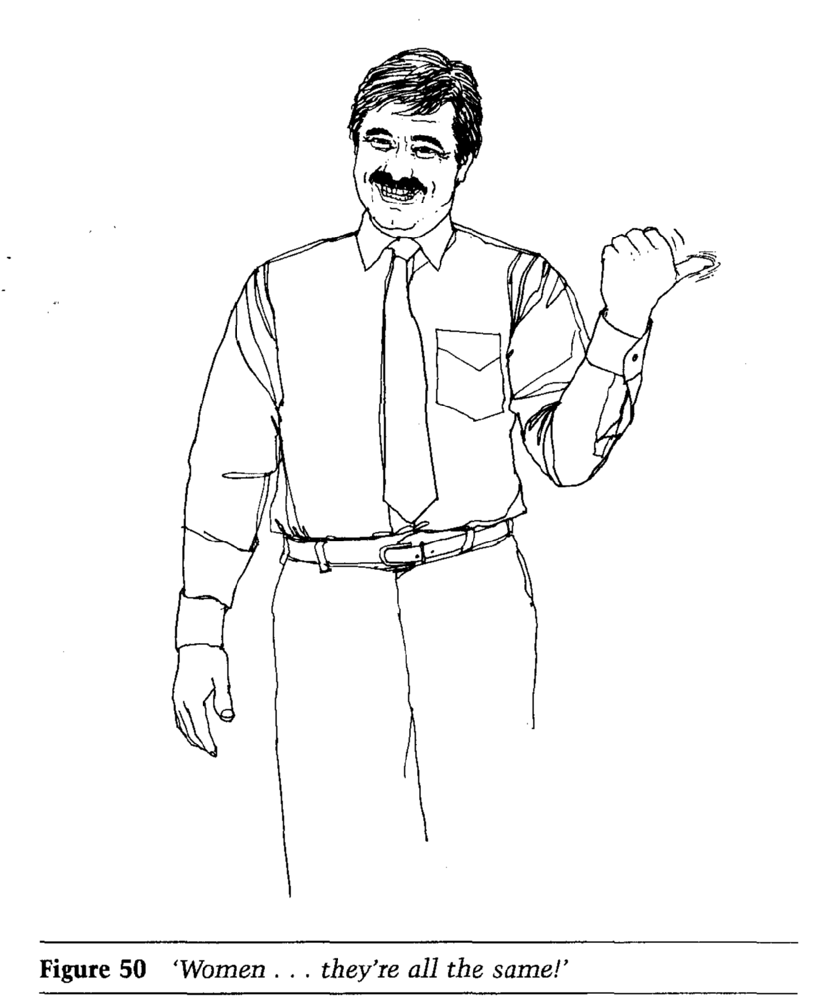 Figure 50 ‘Women . . . they’re all the same!’